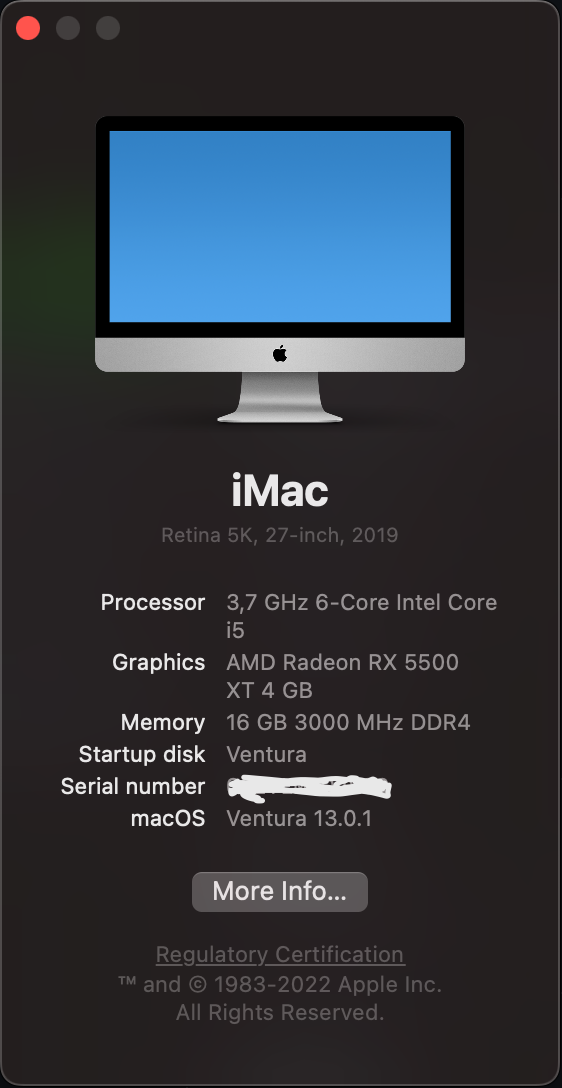 iMac
Retina 5K, 27-inch, 2019
Processor 3,7 GHz 6-Core Intel Core
i5
Graphics AMD Radeon RX 5500
XT 4 GB
Memory 16 GB 3000 MHz DDR4
Startup disk Ventura
Serial number
macOS Ventura 13.0.1
More Info...
Regulatory Certification
™ and © 1983-2022 Apple Inc.
All Rights Reserved.